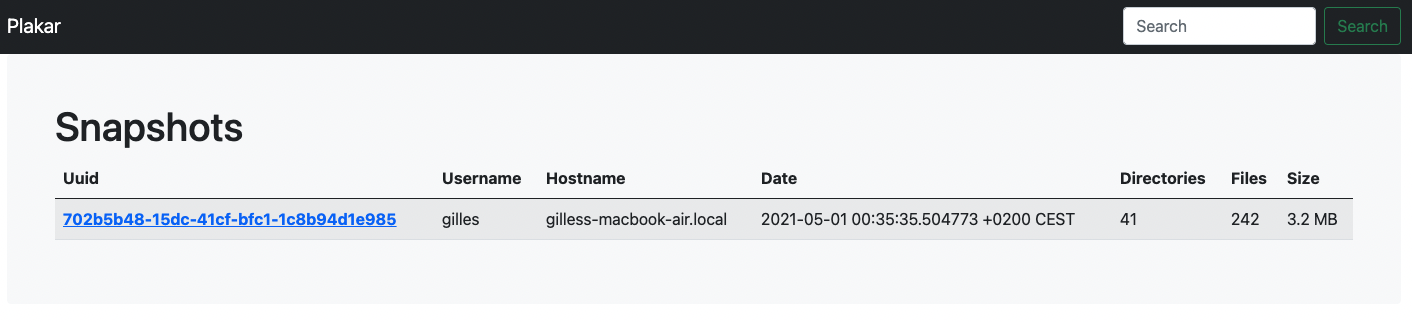 Plakar Search Search
Snapshots
Uuid Username Hostname Date Directories Files Size
702b5b48-15dc-41cf-bfc1-1c8b94d1e985 gilles gilless-macbook-air.local 2021-05-01 00:35:35.504773 +0200 CEST 41 242 3.2 MB